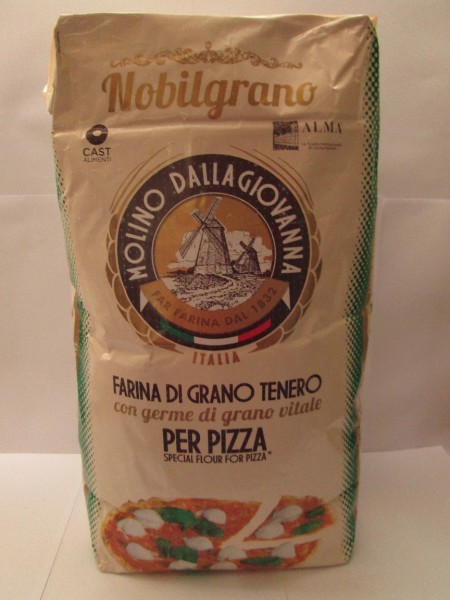 Nobilgrano
CAST
ALIMENTI
ALMA
MOLINO DALLAGIOVANNA
FAR FARINA DAL 1832
ITALIA
FARINA DI GRANO TENERO
con germe di grano vitale
PER PIZZA
SPECIAL FLOUR FOR PIZZA